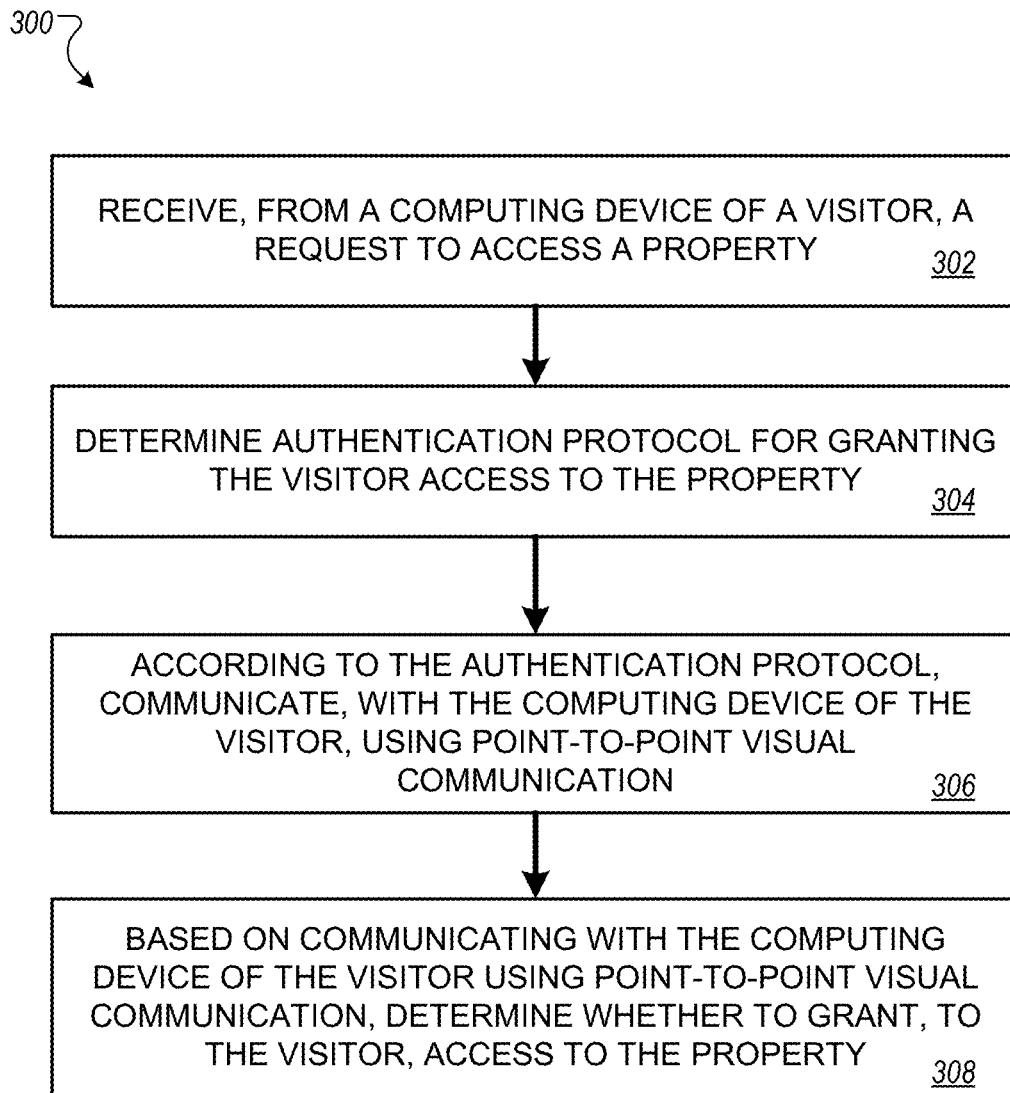 300
RECEIVE, FROM A COMPUTING DEVICE OF A VISITOR, A
REQUEST TO ACCESS A PROPERTY
302
DETERMINE AUTHENTICATION PROTOCOL FOR GRANTING
THE VISITOR ACCESS TO THE PROPERTY
304
ACCORDING TO THE AUTHENTICATION PROTOCOL,
COMMUNICATE, WITH THE COMPUTING DEVICE OF THE
VISITOR, USING POINT-TO-POINT VISUAL
COMMUNICATION
306
BASED ON COMMUNICATING WITH THE COMPUTING
DEVICE OF THE VISITOR USING POINT-TO-POINT VISUAL
COMMUNICATION, DETERMINE WHETHER TO GRANT, TO
THE VISITOR, ACCESS TO THE PROPERTY
308